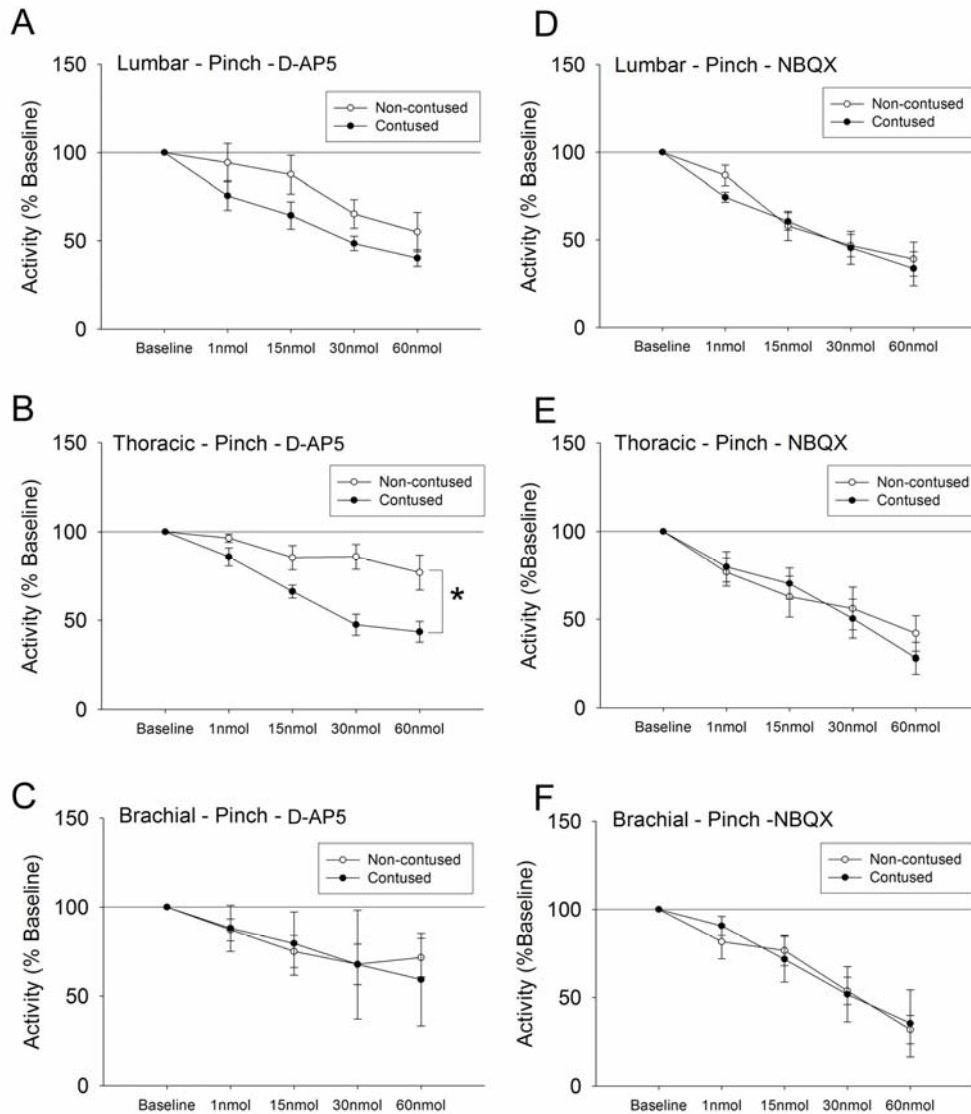 A
Lumbar - Pinch - D-AP5
Non-contused
Contused
Activity (% Baseline)
150
100
50
0
Baseline 1nmol 15nmol 30nmol 60nmol
B
Thoracic - Pinch - D-AP5
Non-contused
Contused
Activity (% Baseline)
150
100
50
0
*
Baseline 1nmol 15nmol 30nmol 60nmol
C
Brachial - Pinch - D-AP5
Non-contused
Contused
Activity (% Baseline)
150
100
50
0
Baseline 1nmol 15nmol 30nmol 60nmol
D
Lumbar - Pinch - NBQX
Non-contused
Contused
Activity (% Baseline)
150
100
50
0
Baseline 1nmol 15nmol 30nmol 60nmol
E
Thoracic - Pinch - NBQX
Non-contused
Contused
Activity (%Baseline)
150
100
50
0
Baseline 1nmol 15nmol 30nmol 60nmol
F
Brachial - Pinch -NBQX
Non-contused
Contused
Activity (%Baseline)
150
100
50
0
Baseline 1nmol 15nmol 30nmol 60nmol